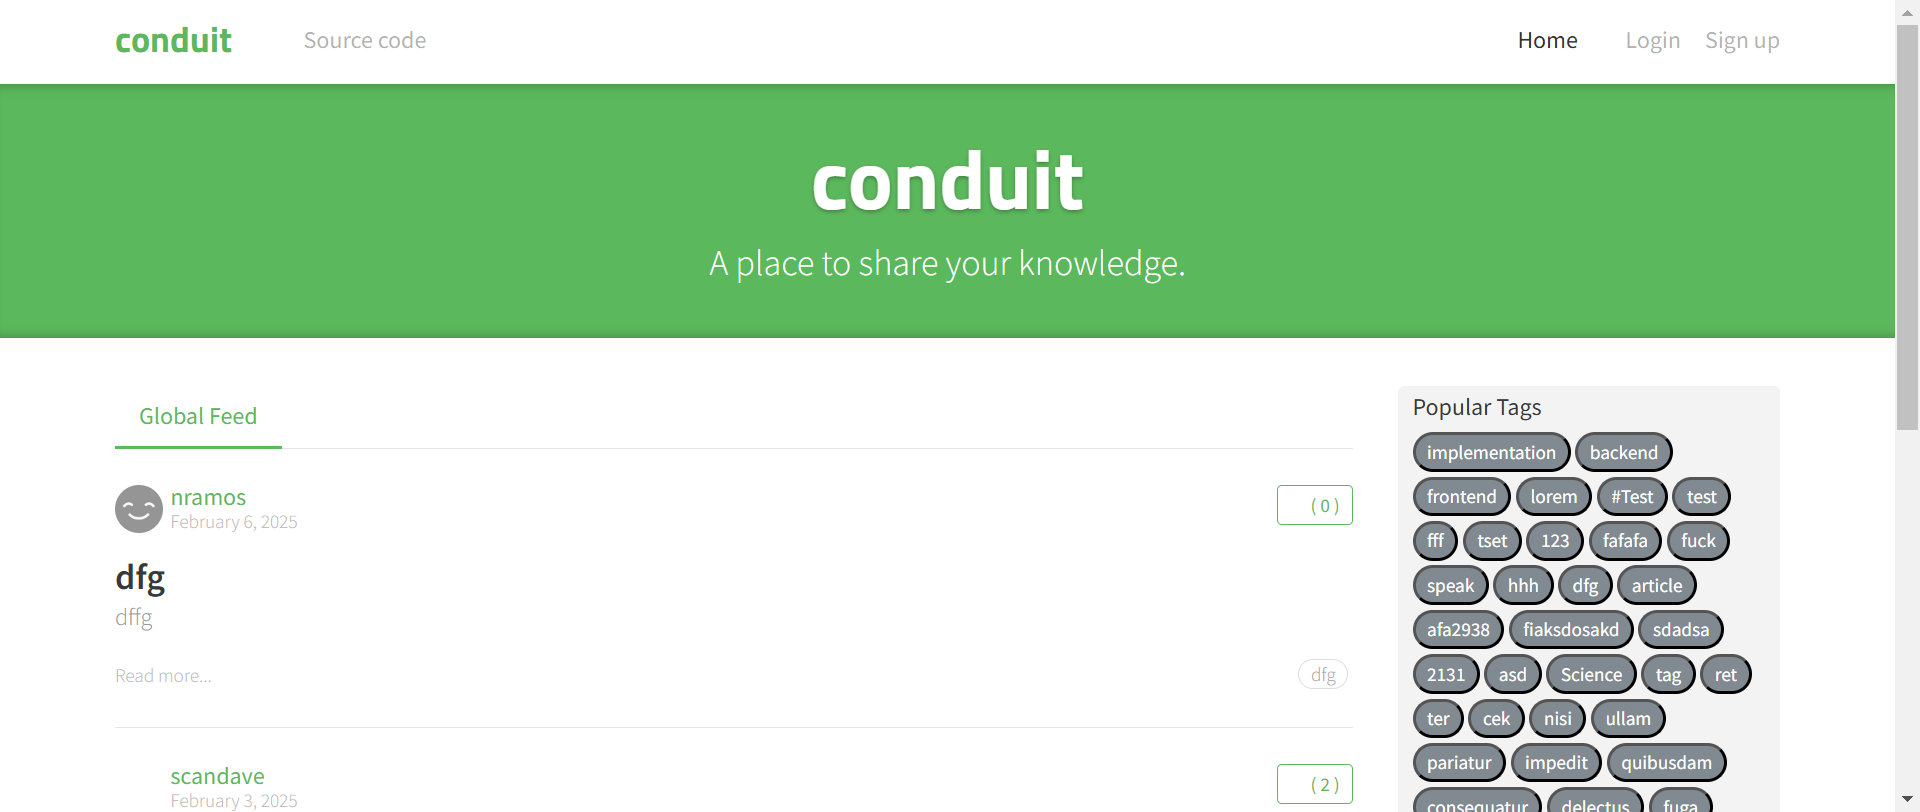 conduit Source code Home Login Sign up
conduit
A place to share your knowledge.
Global Feed
nramos
February 6, 2025
( 0 )
dfg
dffg
Read more...
dfg
scandave
February 3, 2025
( 2 )
Popular Tags
implementation backend
frontend lorem #Test test
fff tset 123 fafafa fuck
speak hhh dfg article
afa2938 fiaksdosakd sdadsa
2131 asd Science tag ret
ter cek nisi ullam
pariatur impedit quibusdam
consequatur delectus fuga